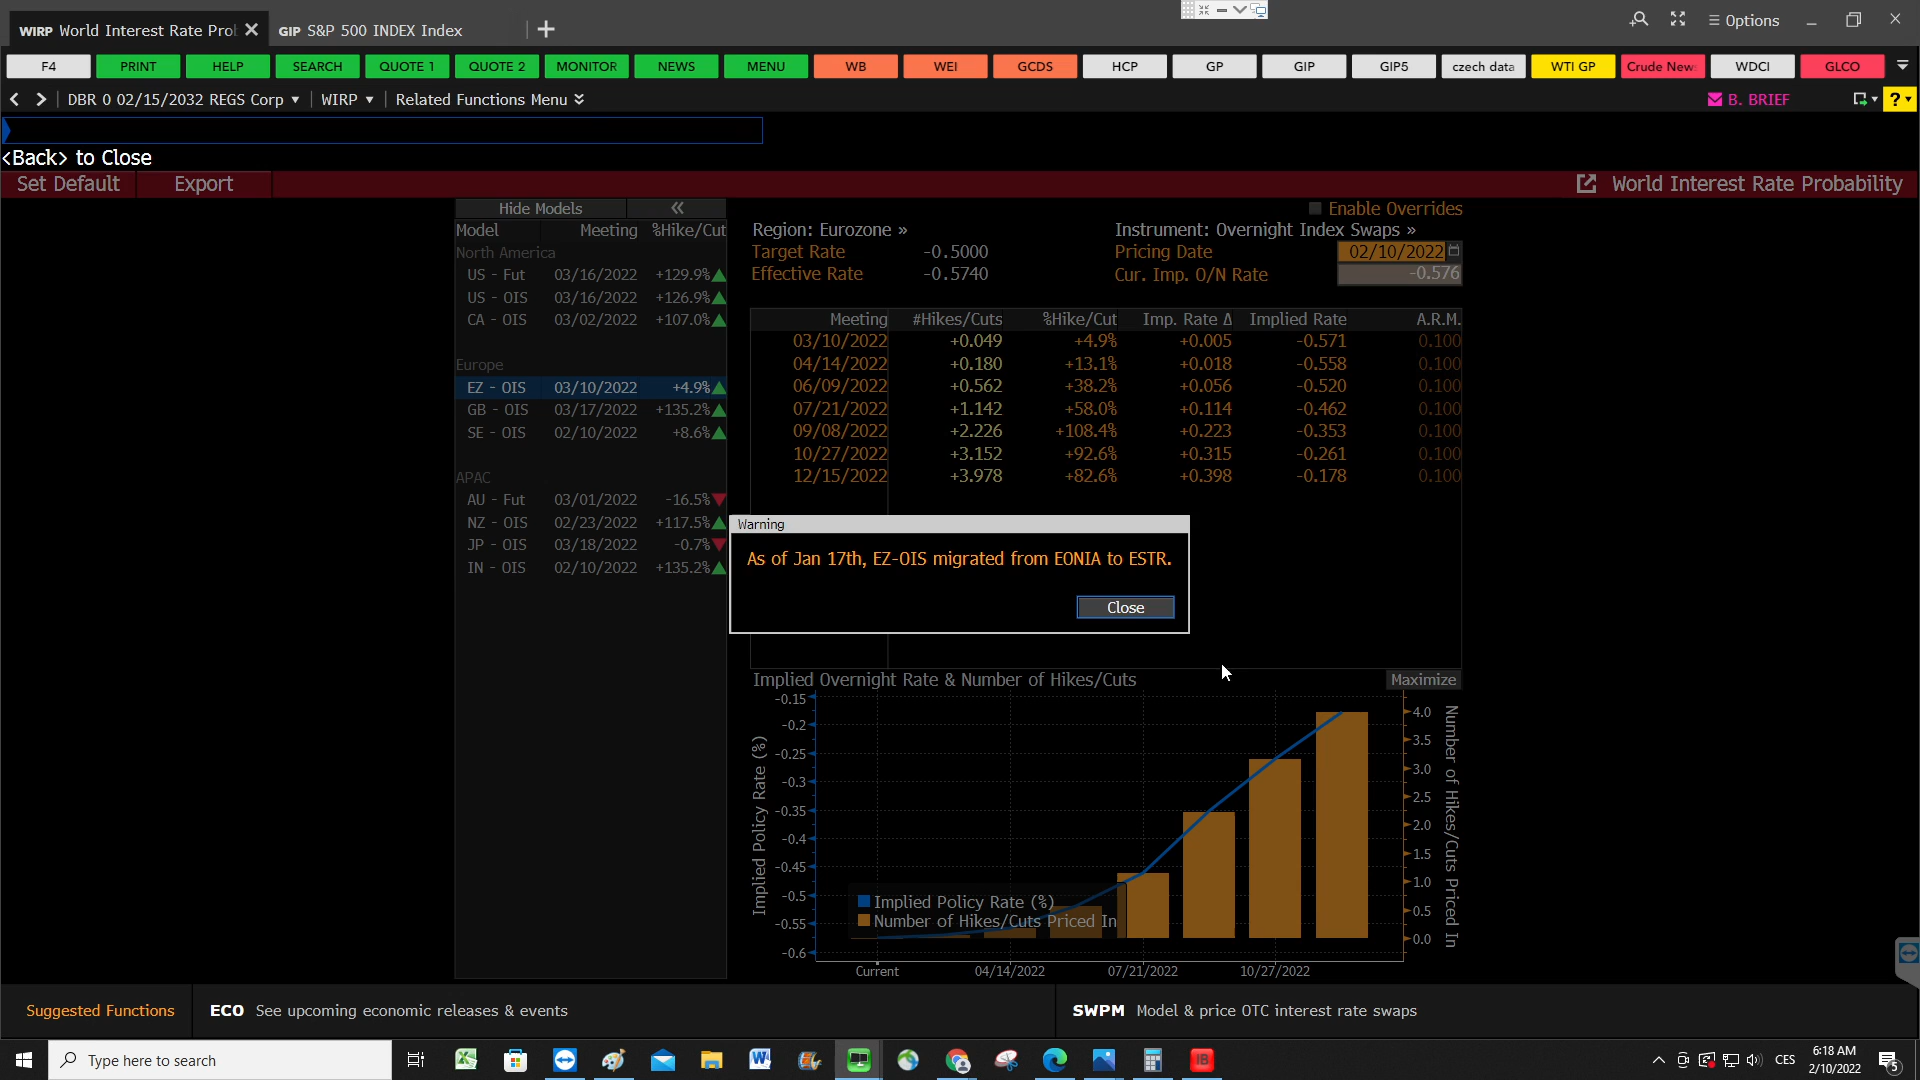 WIRP World Interest Rate Pro
GIP S&P 500 INDEX Index
Options
F4 PRINT HELP SEARCH QUOTE 1 QUOTE 2 MONITOR NEWS MENU WB WEI GCDS HCP GP GIP GIP5 czech data WTI GP Crude New WDCI GLCO
DBR 0 02/15/2032 REGS Corp WIRP Related Functions Menu B. BRIEF ?
<Back> to Close
Set Default Export World Interest Rate Probability
Hide Models «
Enable Overrides
Model Meeting %Hike/Cut
North America
US - Fut 03/16/2022 +129.9%
US - OIS 03/16/2022 +126.9%
CA - OIS 03/02/2022 +107.0%
Europe
EZ - OIS 03/10/2022 +4.9%
GB - OIS 03/17/2022 +135.2%
SE - OIS 02/10/2022 +8.6%
APAC
AU - Fut 03/01/2022 -16.5%
NZ - OIS 02/23/2022 +117.5%
JP - OIS 03/18/2022 -0.7%
IN - OIS 02/10/2022 +135.2%
Region: Eurozone » Instrument: Overnight Index Swaps »
Target Rate -0.5000 Pricing Date 02/10/2022
Effective Rate -0.5740 Cur. Imp. O/N Rate -0.576
Meeting #Hikes/Cuts %Hike/Cut Imp. Rate Δ Implied Rate A.R.M.
03/10/2022 +0.049 +4.9% +0.005 -0.571 0.100
04/14/2022 +0.180 +13.1% +0.018 -0.558 0.100
06/09/2022 +0.562 +38.2% +0.056 -0.520 0.100
07/21/2022 +1.142 +58.0% +0.114 -0.462 0.100
09/08/2022 +2.226 +108.4% +0.223 -0.353 0.100
10/27/2022 +3.152 +92.6% +0.315 -0.261 0.100
12/15/2022 +3.978 +82.6% +0.398 -0.178 0.100
Warning
As of Jan 17th, EZ-OIS migrated from EONIA to ESTR.
Close
Implied Overnight Rate & Number of Hikes/Cuts Maximize
Implied Policy Rate (%)
-0.15
-0.2
-0.25
-0.3
-0.35
-0.4
-0.45
-0.5
-0.55
-0.6
Implied Policy Rate (%)
Number of Hikes/Cuts Priced In
4.0
3.5
3.0
2.5
2.0
1.5
1.0
0.5
0.0
Number of Hikes/Cuts Priced In
Current 04/14/2022 07/21/2022 10/27/2022
Suggested Functions ECO See upcoming economic releases & events SWPM Model & price OTC interest rate swaps
Type here to search
IB
CES
6:18 AM
2/10/2022
5